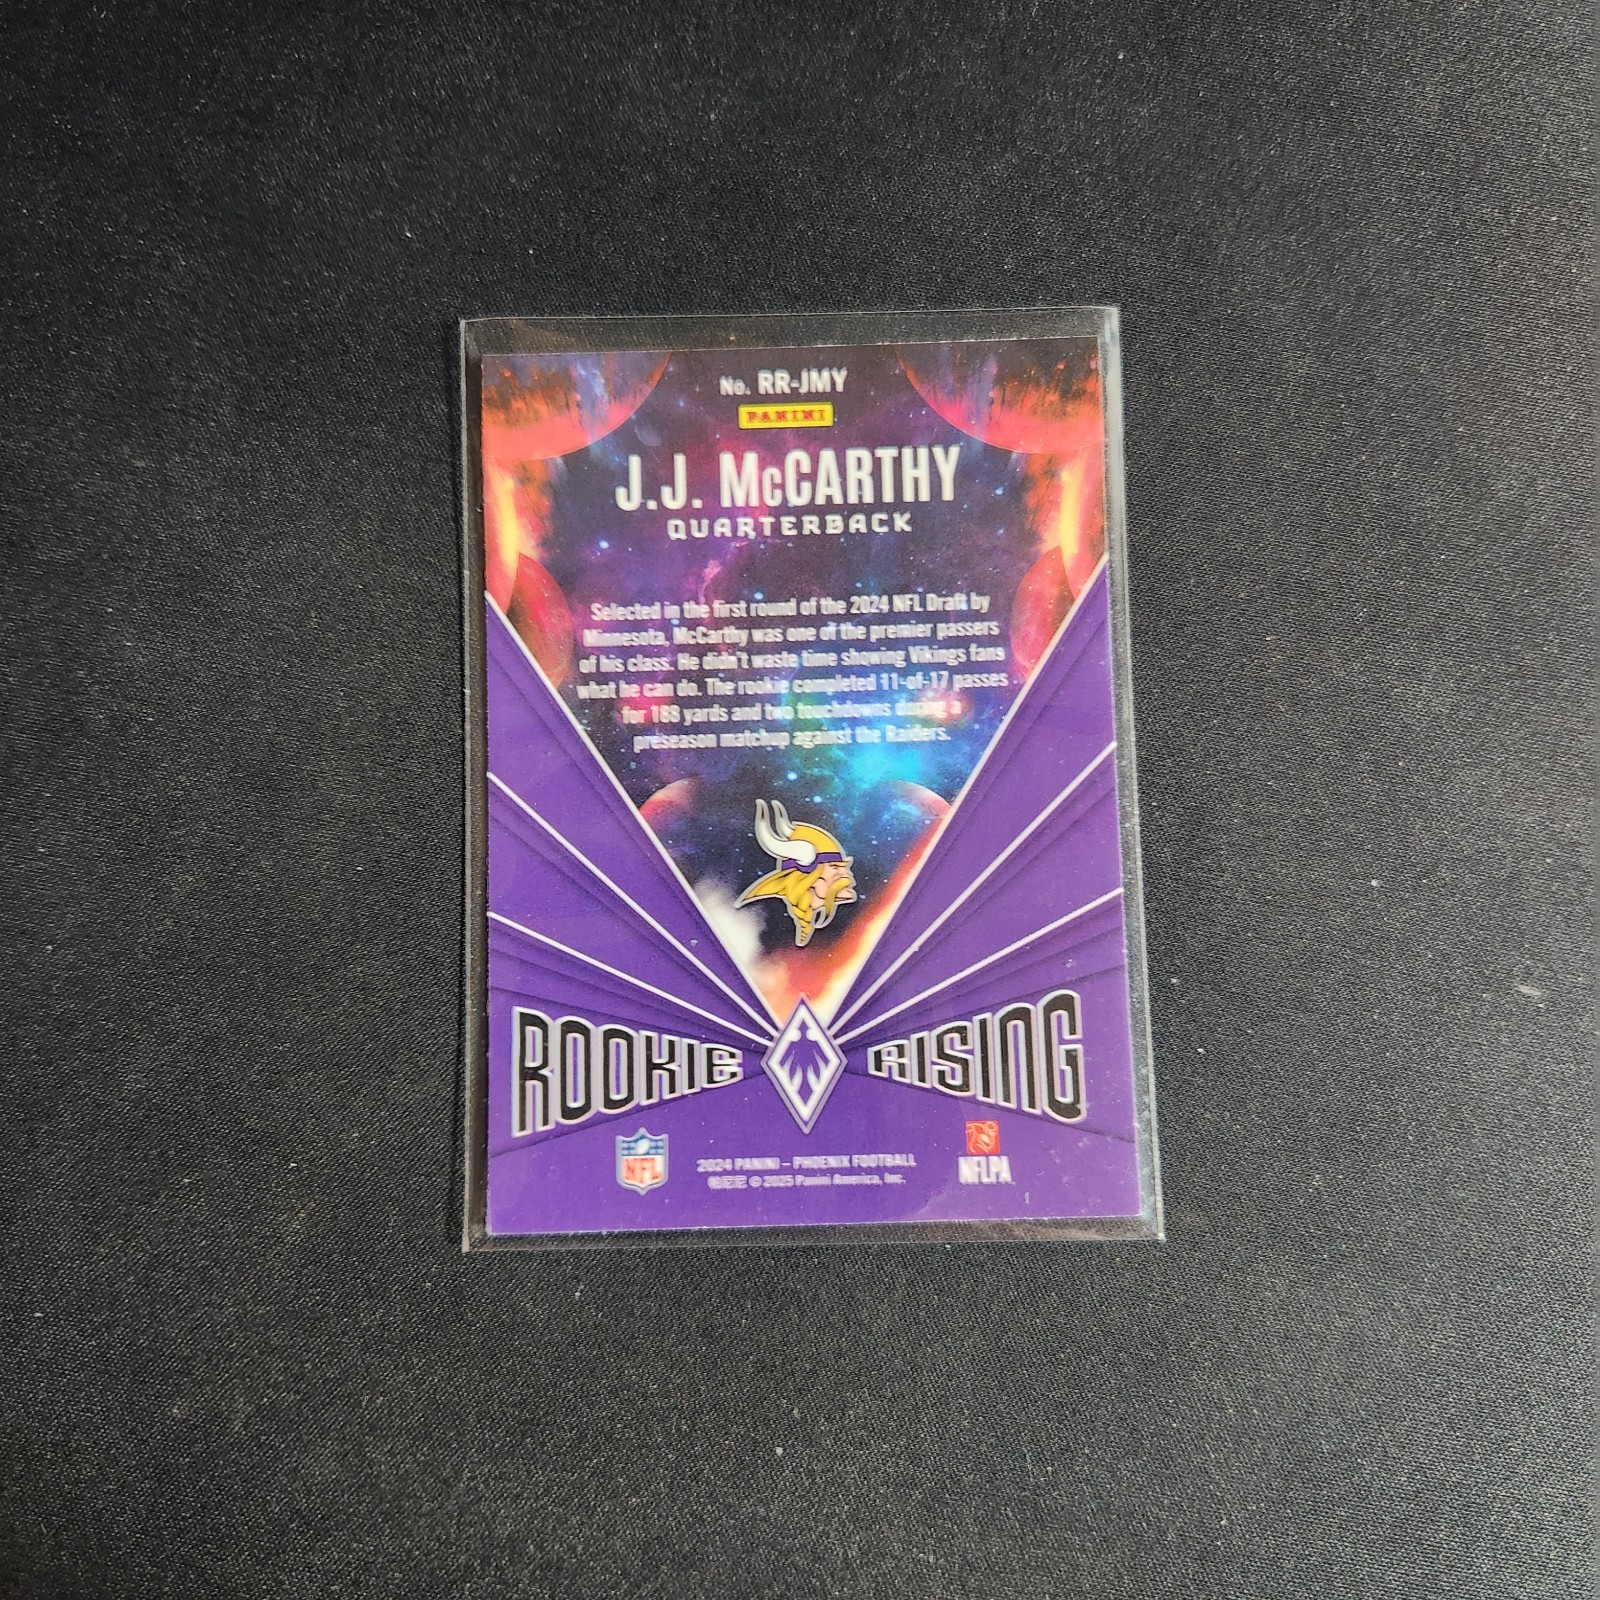 No. RR-JMY
PANINI
J.J. McCARTHY
QUARTERBACK
Selected in the first round of the 2024 NFL Draft by
Minnesota, McCarthy was one of the premier passers
of his class. He didn't waste time showing Vikings fans
what he can do. The rookie completed 11-of-17 passes
for 188 yards and two touchdowns during a
preseason matchup against the Raiders.
ROOKIE RISING
NFL
2024 PANINI – PHOENIX FOOTBALL
帕尼尼 © 2025 Panini America, Inc.
NFLPA